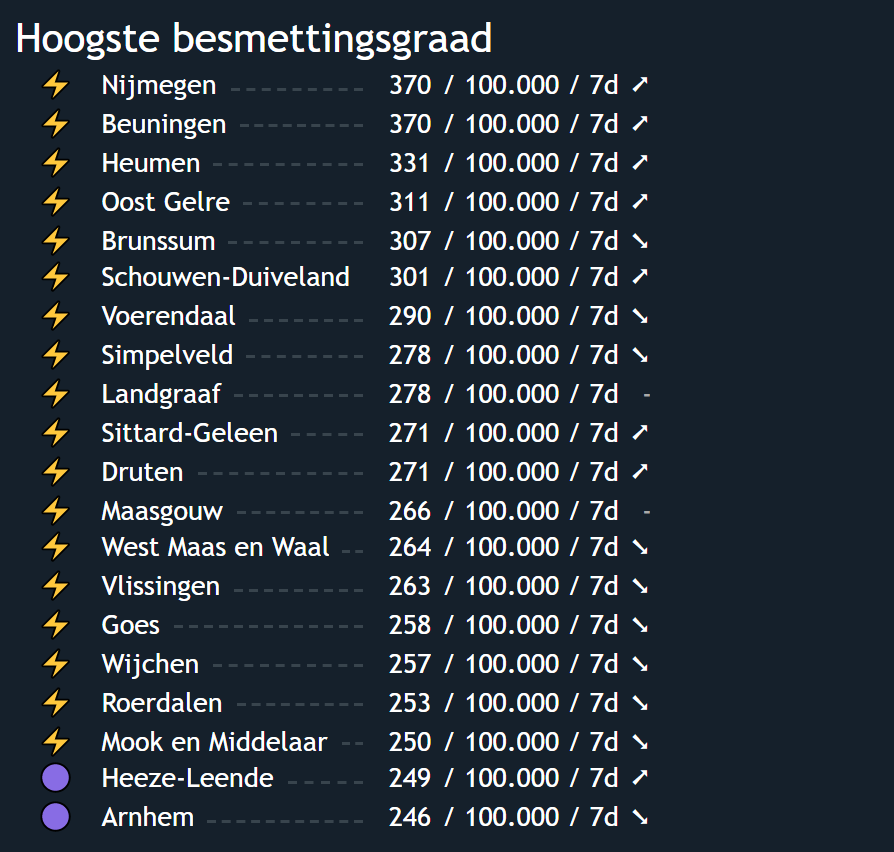 Hoogste besmettingsgraad
⚡ Nijmegen --------- 370 / 100.000 / 7d ➚
⚡ Beuningen --------- 370 / 100.000 / 7d ➚
⚡ Heumen ---------- 331 / 100.000 / 7d ➚
⚡ Oost Gelre -------- 311 / 100.000 / 7d ➚
⚡ Brunssum --------- 307 / 100.000 / 7d ➘
⚡ Schouwen-Duiveland 301 / 100.000 / 7d ➚
⚡ Voerendaal -------- 290 / 100.000 / 7d ➘
⚡ Simpelveld -------- 278 / 100.000 / 7d ➘
⚡ Landgraaf --------- 278 / 100.000 / 7d -
⚡ Sittard-Geleen ----- 271 / 100.000 / 7d ➚
⚡ Druten ----------- 271 / 100.000 / 7d ➚
⚡ Maasgouw --------- 266 / 100.000 / 7d -
⚡ West Maas en Waal -- 264 / 100.000 / 7d ➘
⚡ Vlissingen --------- 263 / 100.000 / 7d ➘
⚡ Goes ------------ 258 / 100.000 / 7d ➘
⚡ Wijchen ---------- 257 / 100.000 / 7d ➘
⚡ Roerdalen --------- 253 / 100.000 / 7d ➘
⚡ Mook en Middelaar -- 250 / 100.000 / 7d ➘
🟣 Heeze-Leende ----- 249 / 100.000 / 7d ➚
🟣 Arnhem ----------- 246 / 100.000 / 7d ➘